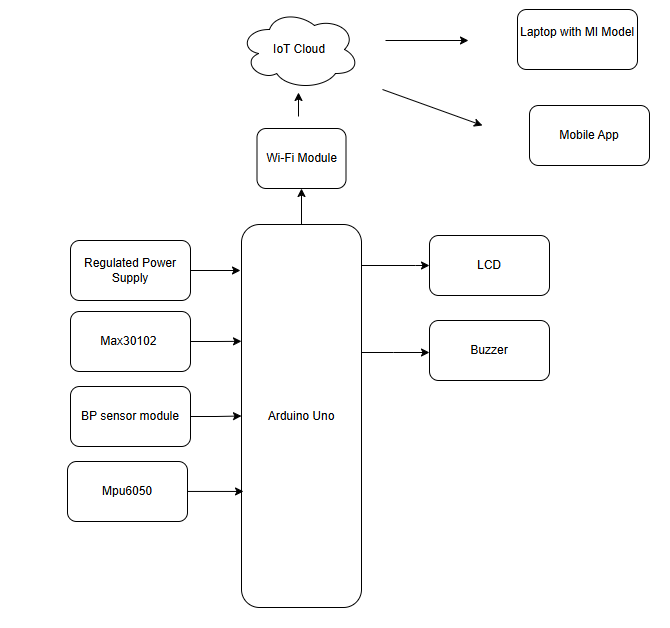 IoT Cloud
Laptop with MI Model
Mobile App
Wi-Fi Module
Regulated Power
Supply
LCD
Max30102
Buzzer
BP sensor module
Arduino Uno
Mpu6050